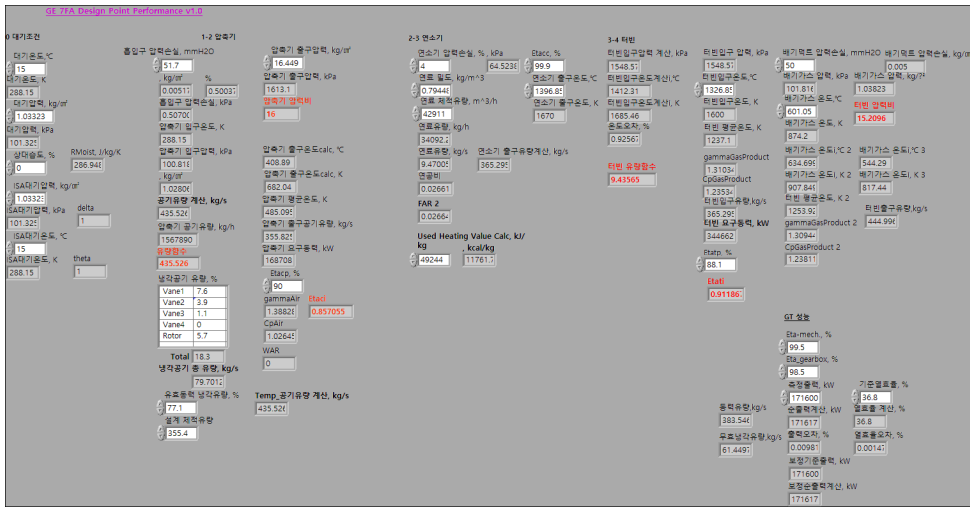 GE 7FA Design Point Performance v1.0
0 대기조건
대기온도,℃
15
대기온도, K
288.15
대기압력, kg/㎠
1.0332
대기압력, kPa
101.32
상대습도, %
0
RMoist, J/kg/K
286.948
ISA대기압력, kg/㎠
1.0332
ISA대기압력, kPa
101.32
delta
1
ISA대기온도, ℃
15
ISA대기온도, K
288.15
theta
1
1-2 압축기
흡입구 압력손실, mmH2O
51.7
, kg/㎠
0.00517
%
0.5003
흡입구 압력손실, kPa
0.5070
압축기 입구온도, K
288.15
압축기 입구압력, kPa
100.818
, kg/㎠
1.0280
공기유량 계산, kg/s
435.526
압축기 공기유량, kg/h
1567890
유량함수
435.526
냉각공기 유량, %
Vane1 7.6
Vane2 3.9
Vane3 1.1
Vane4 0
Rotor 5.7
Total 18.3
냉각공기 총 유량, kg/s
79.7012
유효동력 냉각유량, %
77.1
설계 체적유량
355.4
압축기 출구압력, kg/㎠
16.449
압축기 출구압력, kPa
1613.1
압축기 압력비
16
압축기 출구온도calc, ℃
408.89
압축기 출구온도calc, K
682.04
압축기 평균온도, K
485.095
압축기 출구공기유량, kg/s
355.825
압축기 요구동력, kW
168708
Etacp, %
90
gammaAir
1.38828
Etaci
0.857055
CpAir
1.0264
WAR
0
Temp_공기유량 계산, kg/s
435.526
2-3 연소기
연소기 압력손실, % , kPa
4
64.5238
Etacc, %
99.9
연료 밀도, kg/m^3
0.79448
연소기 출구온도,℃
1396.85
연료 체적유량, m^3/h
42911
연소기 출구온도, K
1670
연료유량, kg/h
34092.2
연료유량, kg/s
9.4700
연소기 출구유량계산, kg/s
365.295
연공비
0.02661
FAR 2
0.02664
Used Heating Value Calc, kJ/
kg
49244
, kcal/kg
11761.
3-4 터빈
터빈입구압력 계산, kPa
1548.57
터빈입구온도계산,℃
1412.31
터빈입구온도계산, K
1685.46
온도오차, %
0.92567
터빈 유량함수
9.43565
터빈입구 압력, kPa
1548.57
터빈입구온도,℃
1326.85
터빈입구온도, K
1600
터빈 평균온도, K
1237.1
gammaGasProduct
1.3103
CpGasProduct
1.2353
터빈입구유량, kg/s
365.295
터빈 요구동력, kW
344662
Etatp, %
88.1
Etati
0.91186
배기덕트 압력손실, mmH2O
50
배기덕트 압력손실, kg/㎠
0.005
배기가스 압력, kPa
101.816
배기가스 압력, kg/?²
1.03823
배기가스 온도,℃
601.05
터빈 압력비
15.2096
배기가스 온도, K
874.2
배기가스 온도i,℃ 2
634.699
배기가스 온도i,℃ 3
544.29
배기가스 온도i, K 2
907.849
배기가스 온도i, K 3
817.44
터빈 평균온도, K 2
1253.92
터빈출구유량, kg/s
444.996
gammaGasProduct 2
1.3094
CpGasProduct 2
1.2381
GT 성능
Eta-mech., %
99.5
Eta_gearbox, %
98.5
측정출력, kW
171600
기준열효율, %
36.8
동력유량,kg/s
383.546
순출력계산, kW
171617
열효율 계산, %
36.8
무효냉각유량,kg/s
61.4497
출력오차, %
0.00981
열효율오차, %
0.00147
보정기준출력, kW
171600
보정순출력계산, kW
171617